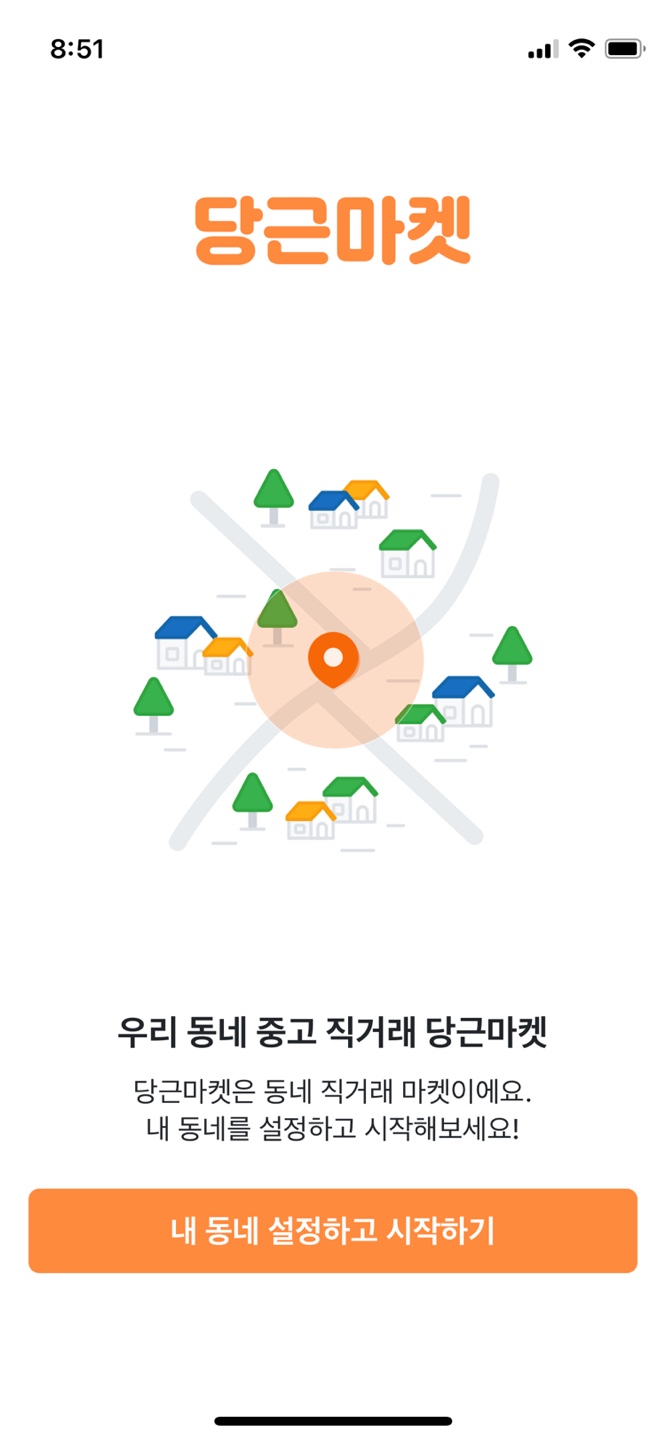 8:51
당근마켓
우리 동네 중고 직거래 당근마켓
당근마켓은 동네 직거래 마켓이에요.
내 동네를 설정하고 시작해보세요!
내 동네 설정하고 시작하기